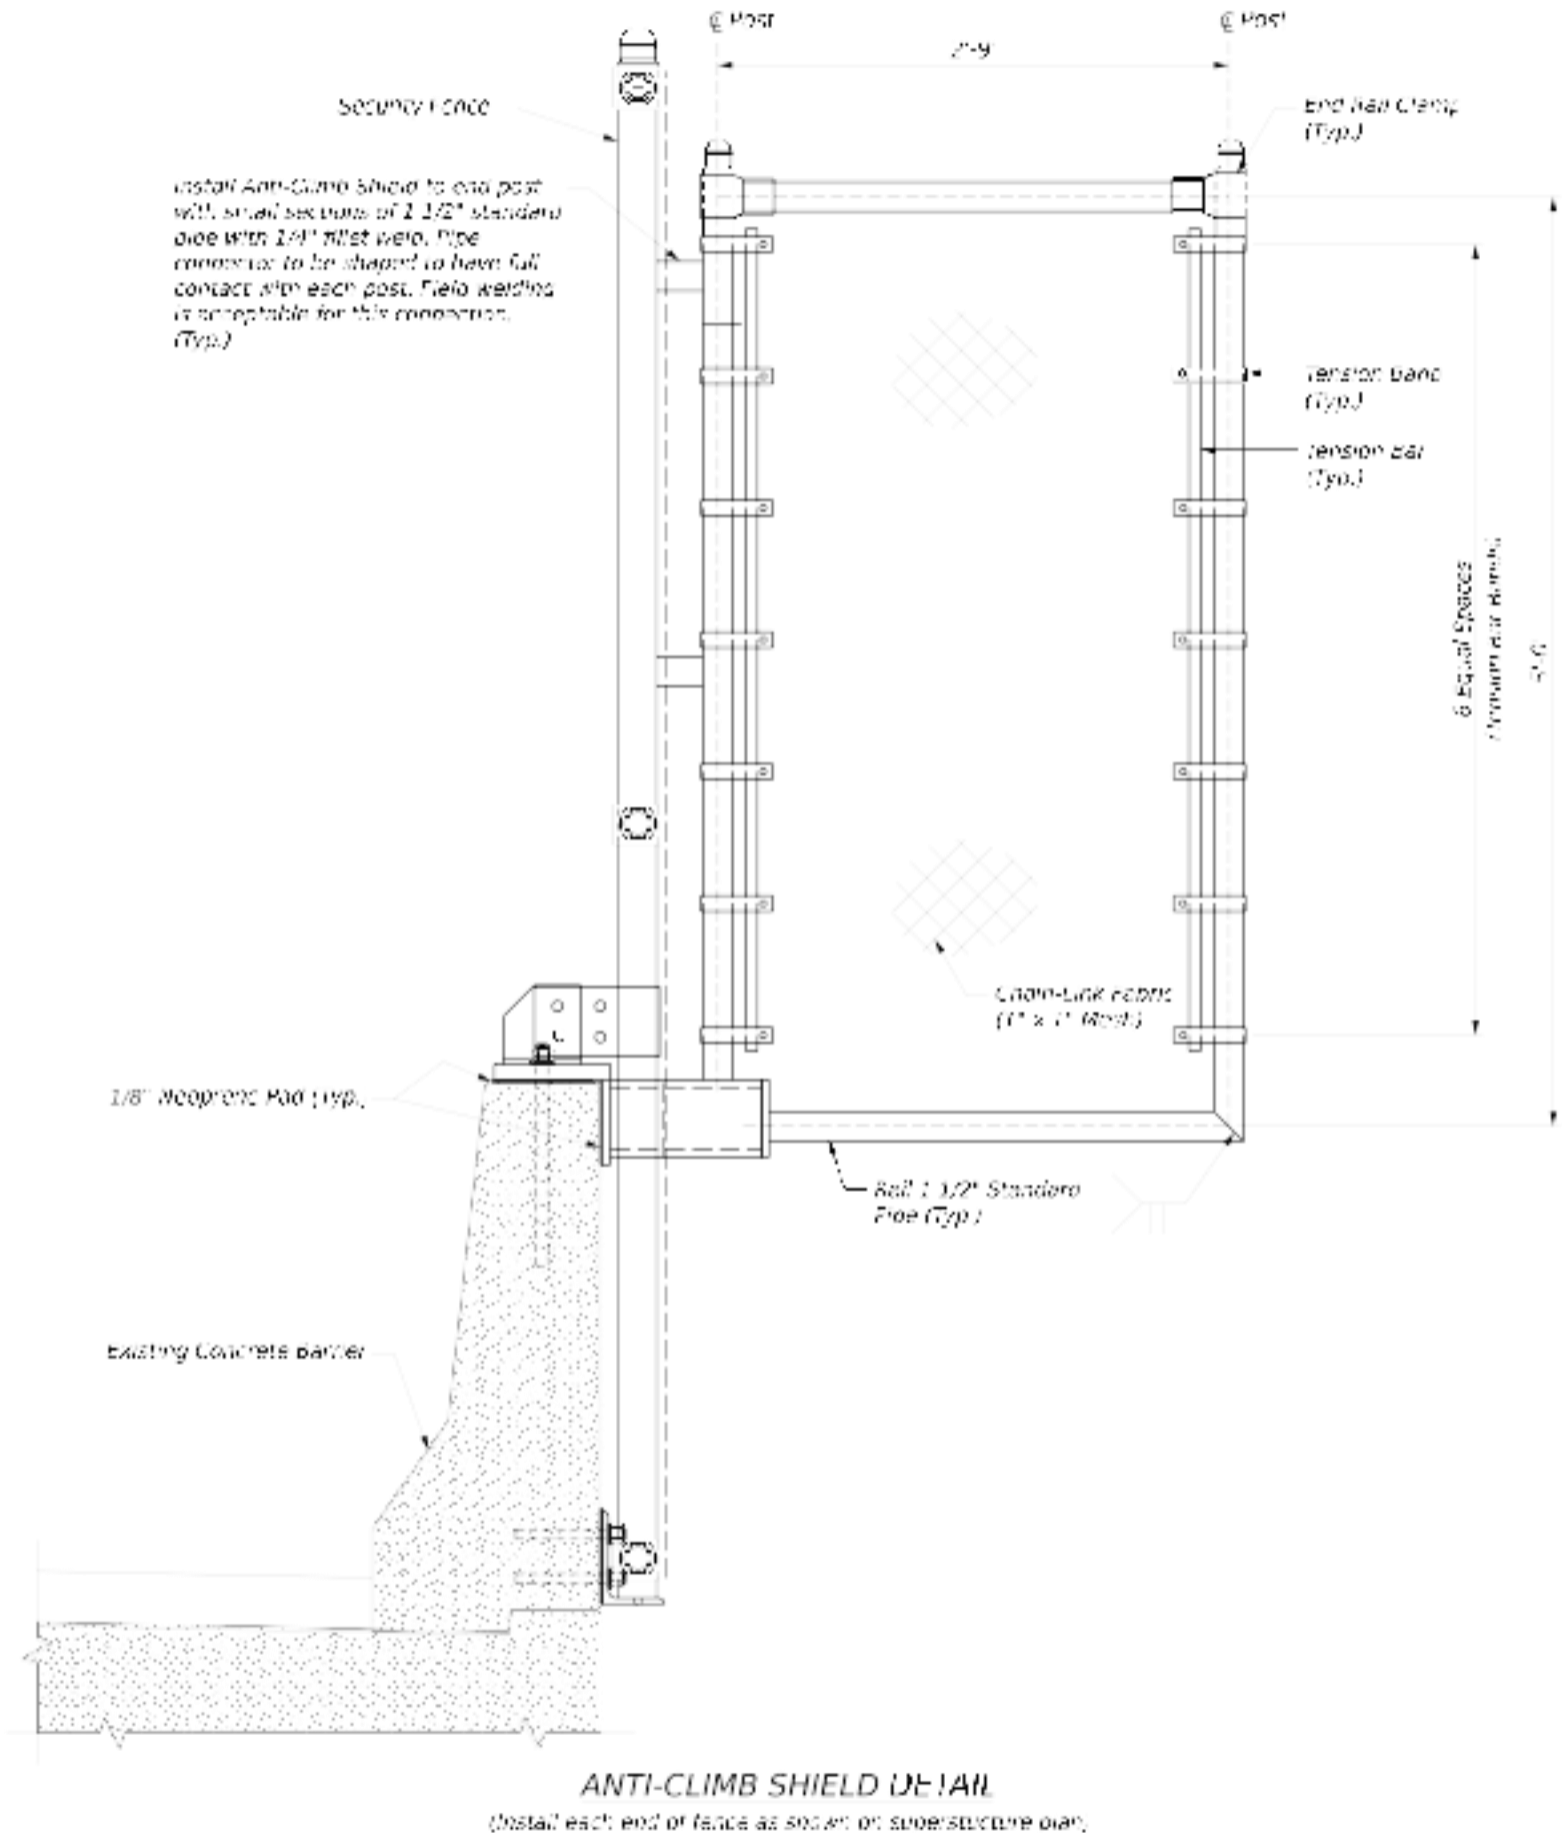 ℄ Post
℄ Post
2'-9"
Security Fence
End Rail Clamp
(Typ.)
Install Anti-Climb Shield to end post
with small sections of 1 1/2" standard
pipe with 1/4" fillet weld. Pipe
connector to be shaped to have full
contact with each post. Field welding
is acceptable for this connection.
(Typ.)
Tension Band
(Typ.)
Tension Bar
(Typ.)
6 Equal Spaces
(Tension Bar Bands)
Chain-Link Fabric
(1" x 1" Mesh)
1/8" Neoprene Pad (Typ.)
Rail 1 1/2" Standard
Pipe (Typ.)
Existing Concrete Barrier
ANTI-CLIMB SHIELD DETAIL
(Install each end of fence as shown on superstructure plan)